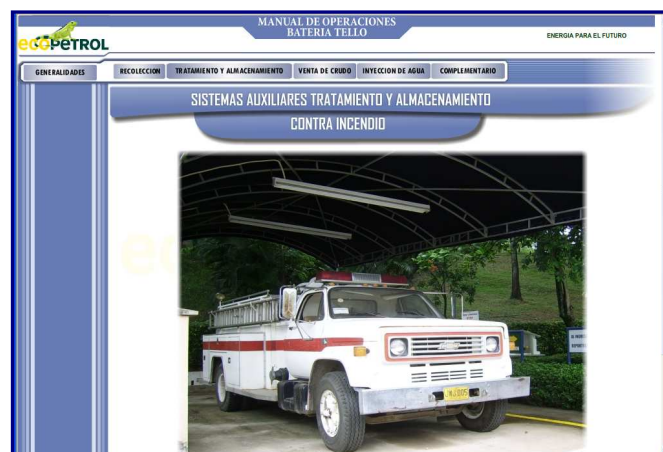 MANUAL DE OPERACIONES
BATERIA TELLO
ecoPETROL
ENERGIA PARA EL FUTURO
GENERALIDADES
RECOLECCION
TRATAMIENTO Y ALMACENAMIENTO
VENTA DE CRUDO
INYECCION DE AGUA
COMPLEMENTARIO
SISTEMAS AUXILIARES TRATAMIENTO Y ALMACENAMIENTO
CONTRA INCENDIO